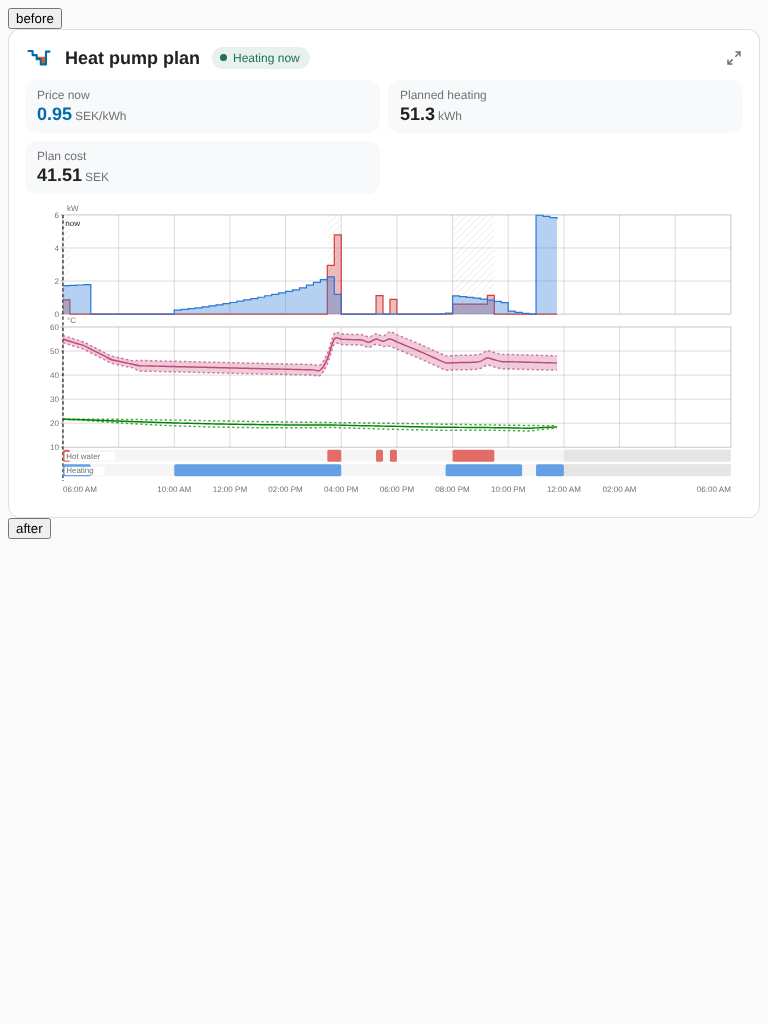 before
Heat pump plan
Heating now
Price now
0.95 SEK/kWh
Planned heating
51.3 kWh
Plan cost
41.51 SEK
kW
6
now
4
2
0
°C
60
50
40
30
20
10
Hot water
Heating
06:00 AM 10:00 AM 12:00 PM 02:00 PM 04:00 PM 06:00 PM 08:00 PM 10:00 PM 12:00 AM 02:00 AM 06:00 AM
after